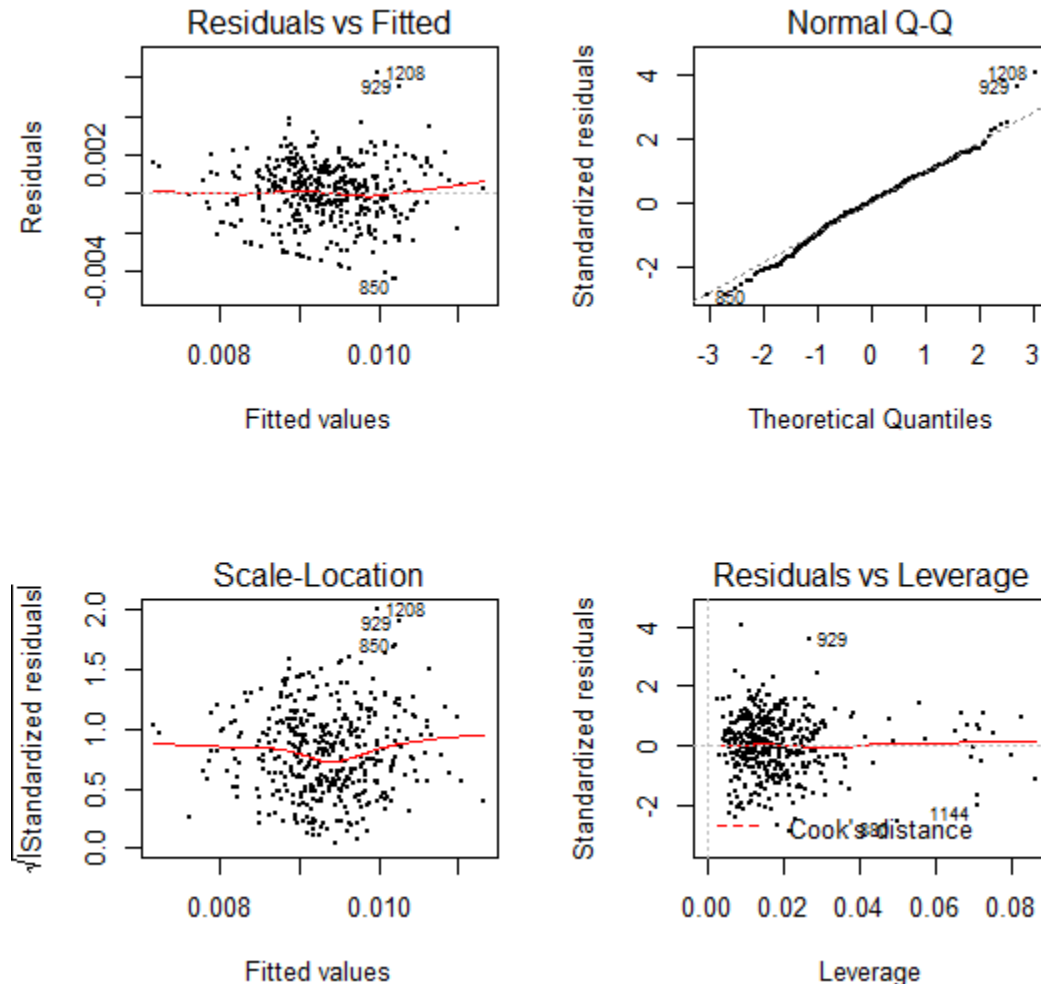 Residuals vs Fitted
Residuals
0.002
-0.004
1208
929
850
0.008 0.010
Fitted values
Normal Q-Q
Standardized residuals
4
2
0
-2
1208
929
850
-3 -2 -1 0 1 2 3
Theoretical Quantiles
Scale-Location
√|Standardized residuals|
2.0
1.5
1.0
0.5
0.0
1208
929
850
0.008 0.010
Fitted values
Residuals vs Leverage
Standardized residuals
4
2
0
-2
929
1144
Cook's distance
0.00 0.02 0.04 0.06 0.08
Leverage